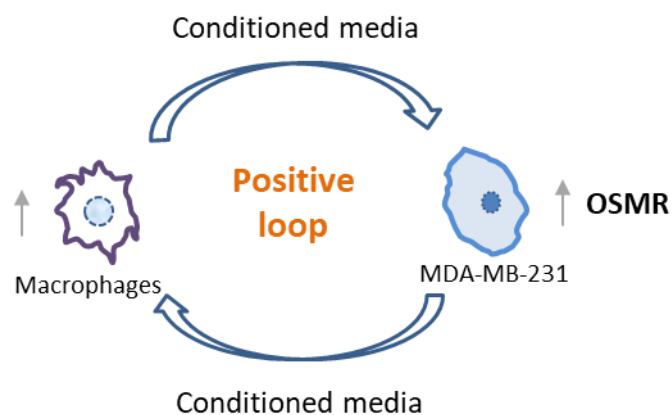 Conditioned media
Positive
loop
OSMR
Macrophages
MDA-MB-231
Conditioned media